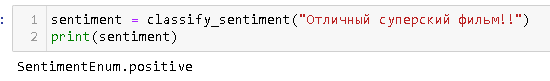 1 sentiment = classify_sentiment("Отличный суперский фильм!!")
2 print(sentiment)
SentimentEnum.positive